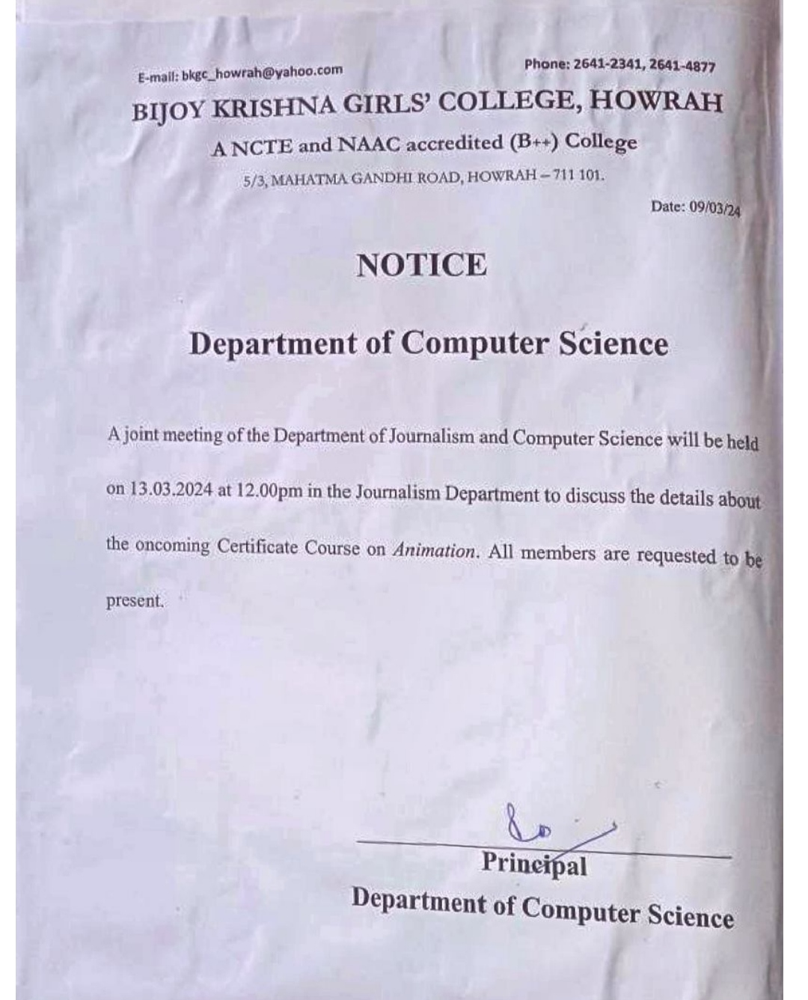 E-mail: bkgc_howrah@yahoo.com Phone: 2641-2341, 2641-4877
BIJOY KRISHNA GIRLS’ COLLEGE, HOWRAH
A NCTE and NAAC accredited (B++) College
5/3, MAHATMA GANDHI ROAD, HOWRAH – 711 101.
Date: 09/03/24
NOTICE
Department of Computer Science
A joint meeting of the Department of Journalism and Computer Science will be held
on 13.03.2024 at 12.00pm in the Journalism Department to discuss the details about
the oncoming Certificate Course on Animation. All members are requested to be
present.
Principal
Department of Computer Science